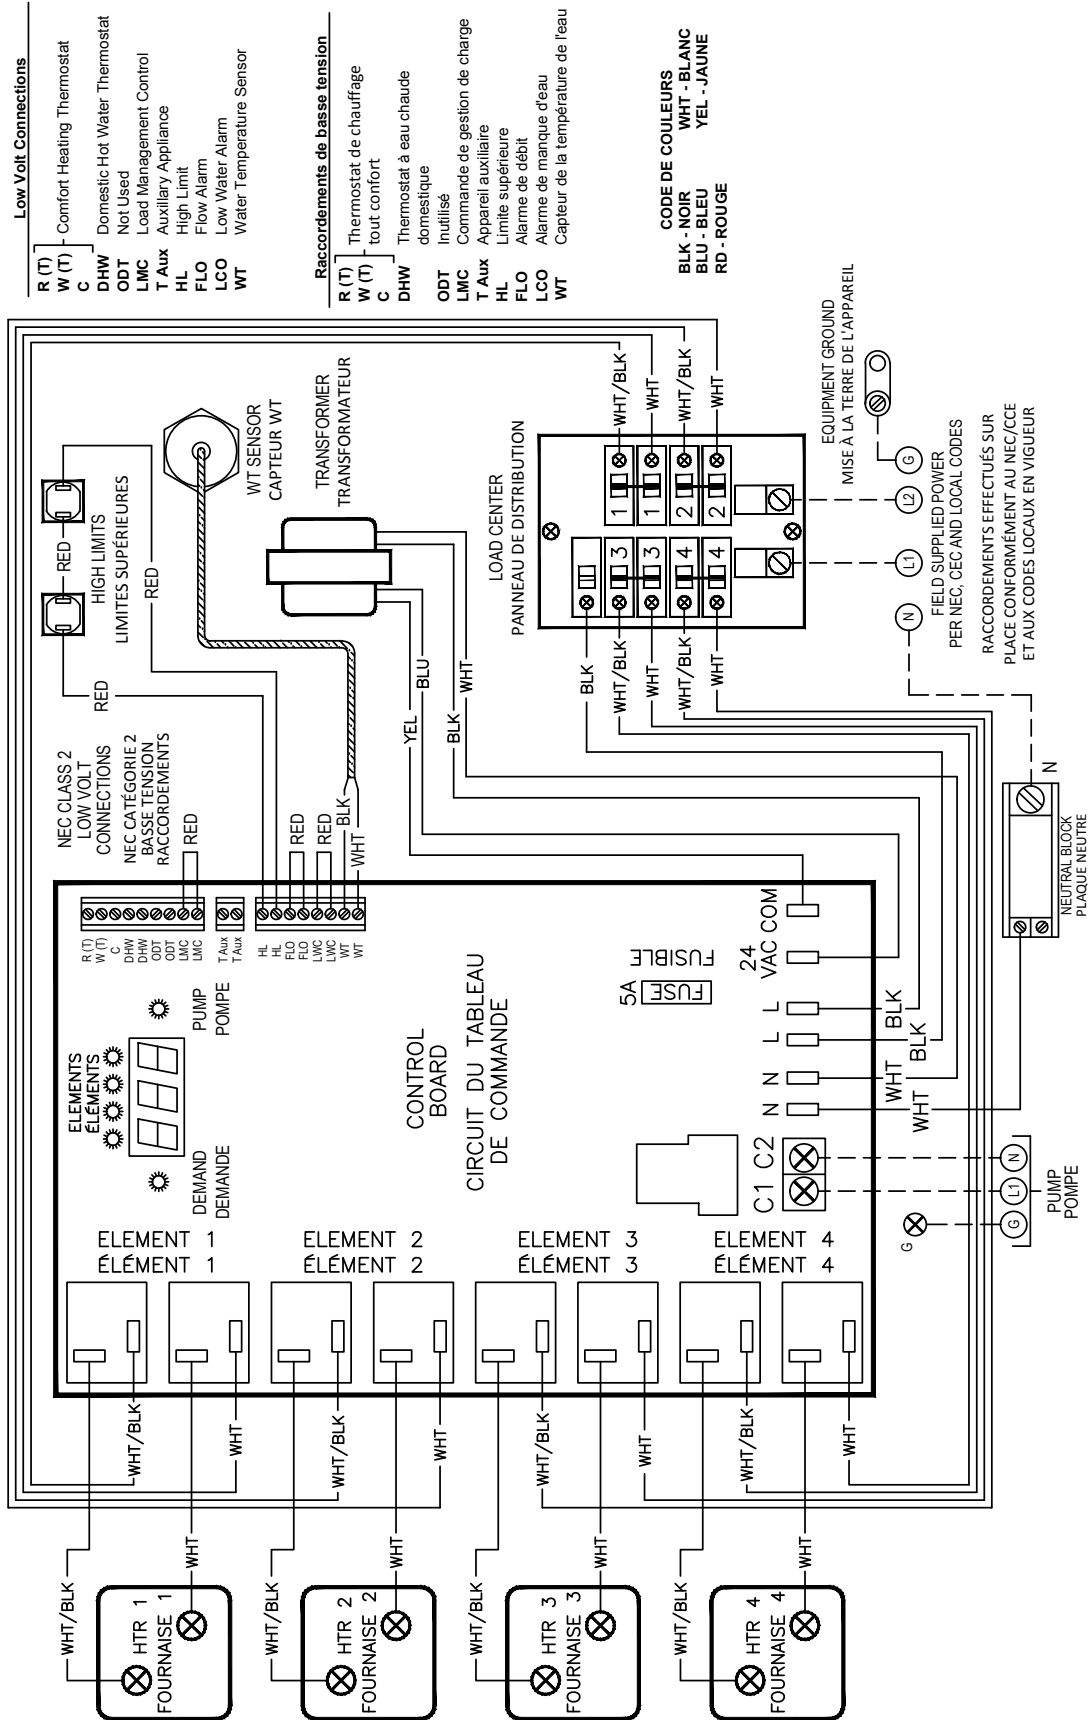 Low Volt Connections
R (T)
W (T)
C
Comfort Heating Thermostat
DHW Domestic Hot Water Thermostat
ODT Not Used
LMC Load Management Control
T Aux Auxillary Appliance
HL High Limit
FLO Flow Alarm
LCO Low Water Alarm
WT Water Temperature Sensor
Raccordements de basse tension
R (T)
W (T)
C
Thermostat de chauffage
tout confort
DHW Thermostat à eau chaude
domestique
ODT Inutilisé
LMC Commande de gestion de charge
T Aux Appareil auxiliaire
HL Limite supérieure
FLO Alarme de débit
LCO Alarme de manque d'eau
WT Capteur de la température de l'eau
CODE DE COULEURS
BLK - NOIR WHT - BLANC
BLU - BLEU YEL - JAUNE
RD - ROUGE
RED
RED
RED
HIGH LIMITS
LIMITES SUPÉRIEURES
WT SENSOR
CAPTEUR WT
TRANSFORMER
TRANSFORMATEUR
YEL
BLU
BLK
WHT
LOAD CENTER
PANNEAU DE DISTRIBUTION
BLK
WHT/BLK
WHT
WHT/BLK
WHT
3
3
4
4
1
1
2
2
WHT/BLK
WHT
WHT/BLK
WHT
EQUIPMENT GROUND
MISE À LA TERRE DE L'APPAREIL
N
L1
L2
G
FIELD SUPPLIED POWER
PER NEC, CEC AND LOCAL CODES
RACCORDEMENTS EFFECTUÉS SUR
PLACE CONFORMÉMENT AU NEC/CCE
ET AUX CODES LOCAUX EN VIGUEUR
NEC CLASS 2
LOW VOLT
CONNECTIONS
NEC CATÉGORIE 2
BASSE TENSION
RACCORDEMENTS
RED
RED
RED
BLK
WHT
R (T)
W (T)
C
DHW
DHW
ODT
ODT
LMC
LMC
T Aux
T Aux
HL
HL
FLO
FLO
LWC
LWC
WT
WT
ELEMENTS
ÉLÉMENTS
DEMAND
DEMANDE
PUMP
POMPE
CONTROL
BOARD
CIRCUIT DU TABLEAU
DE COMMANDE
5A
FUSE
FUSIBLE
24
VAC COM
L
L
N
N
C1 C2
BLK
BLK
WHT
WHT
N
NEUTRAL BLOCK
PLAQUE NEUTRE
G
G
L1
N
PUMP
POMPE
ELEMENT 1
ÉLÉMENT 1
ELEMENT 2
ÉLÉMENT 2
ELEMENT 3
ÉLÉMENT 3
ELEMENT 4
ÉLÉMENT 4
WHT/BLK
WHT
WHT/BLK
WHT
WHT/BLK
WHT
WHT/BLK
WHT
WHT/BLK
WHT
WHT/BLK
WHT
WHT/BLK
WHT
WHT/BLK
WHT
HTR 1
FOURNAISE 1
HTR 2
FOURNAISE 2
HTR 3
FOURNAISE 3
HTR 4
FOURNAISE 4